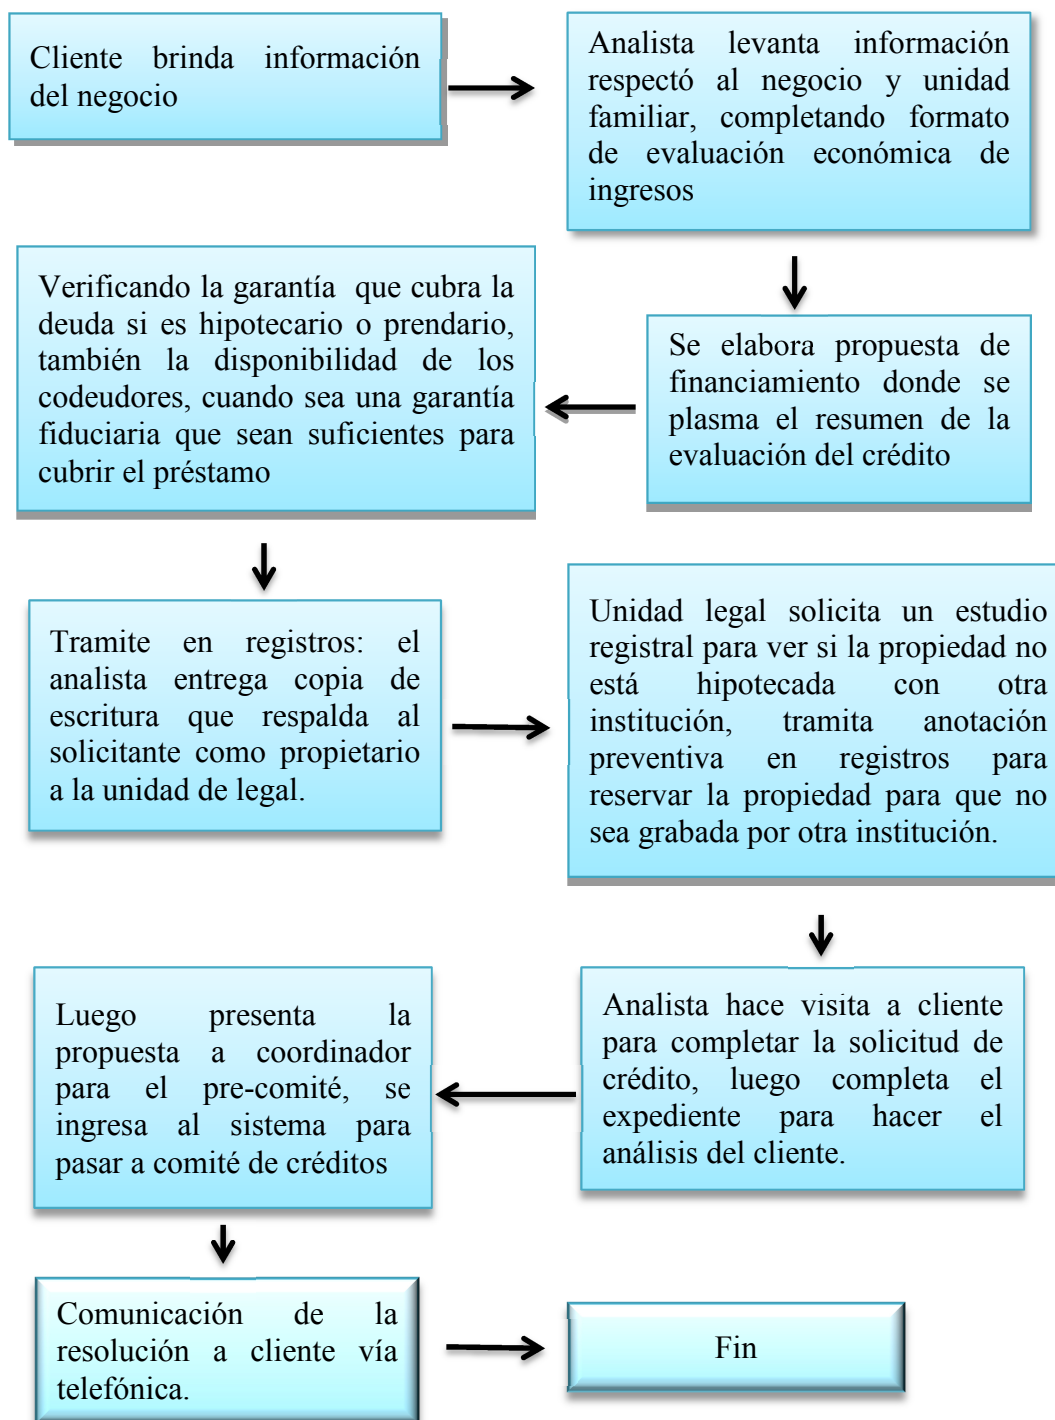 Cliente brinda información
del negocio
Analista levanta información
respectó al negocio y unidad
familiar, completando formato
de evaluación económica de
ingresos
Se elabora propuesta de
financiamiento donde se
plasma el resumen de la
evaluación del crédito
Verificando la garantía que cubra la
deuda si es hipotecario o prendario,
también la disponibilidad de los
codeudores, cuando sea una garantía
fiduciaria que sean suficientes para
cubrir el préstamo
Tramite en registros: el
analista entrega copia de
escritura que respalda al
solicitante como propietario
a la unidad de legal.
Unidad legal solicita un estudio
registral para ver si la propiedad no
está hipotecada con otra
institución, tramita anotación
preventiva en registros para
reservar la propiedad para que no
sea grabada por otra institución.
Analista hace visita a cliente
para completar la solicitud de
crédito, luego completa el
expediente para hacer el
análisis del cliente.
Luego presenta la
propuesta a coordinador
para el pre-comité, se
ingresa al sistema para
pasar a comité de créditos
Comunicación de la
resolución a cliente vía
telefónica.
Fin